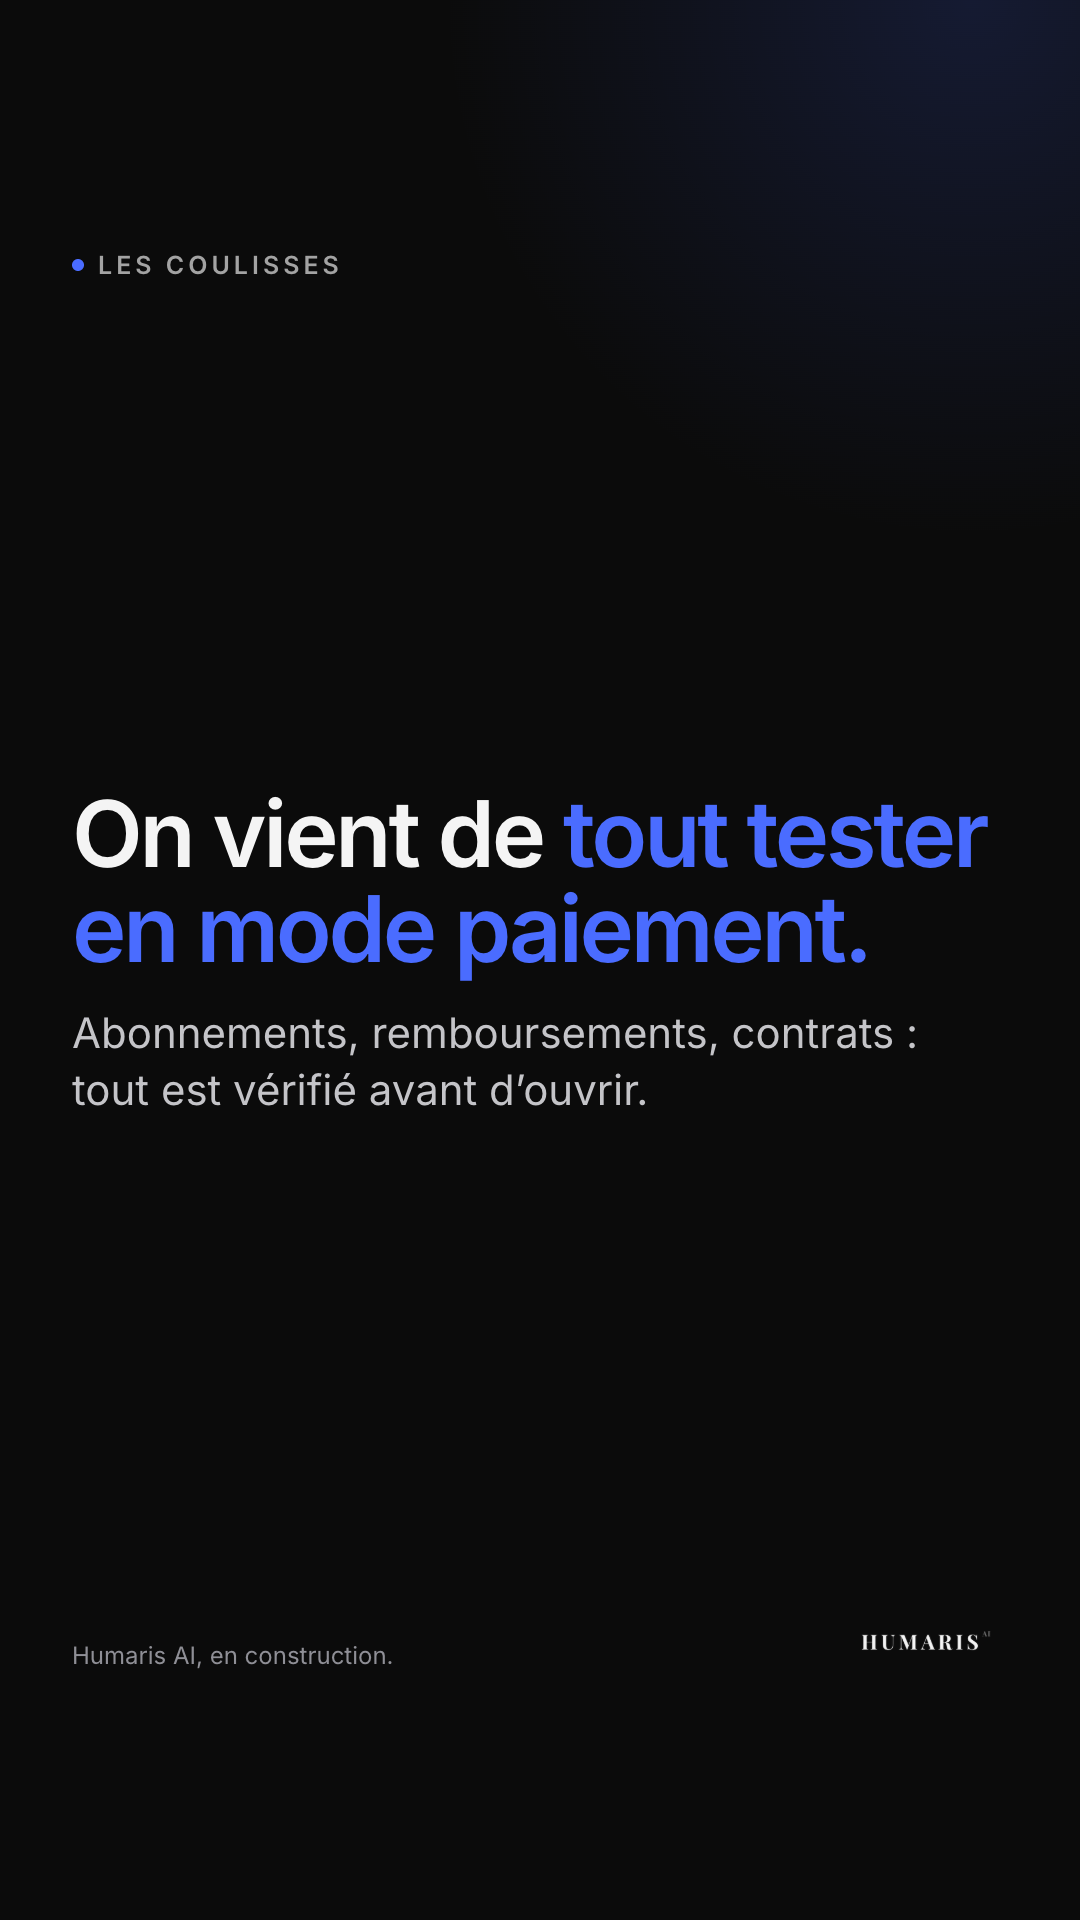 LES COULISSES
On vient de tout tester
en mode paiement.
Abonnements, remboursements, contrats :
tout est vérifié avant d’ouvrir.
Humaris AI, en construction.
HUMARIS AI